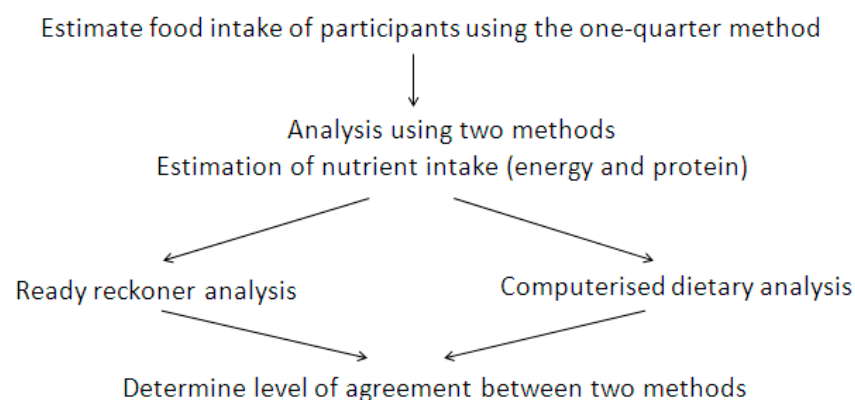 Estimate food intake of participants using the one-quarter method
Analysis using two methods
Estimation of nutrient intake (energy and protein)
Ready reckoner analysis
Computerised dietary analysis
Determine level of agreement between two methods